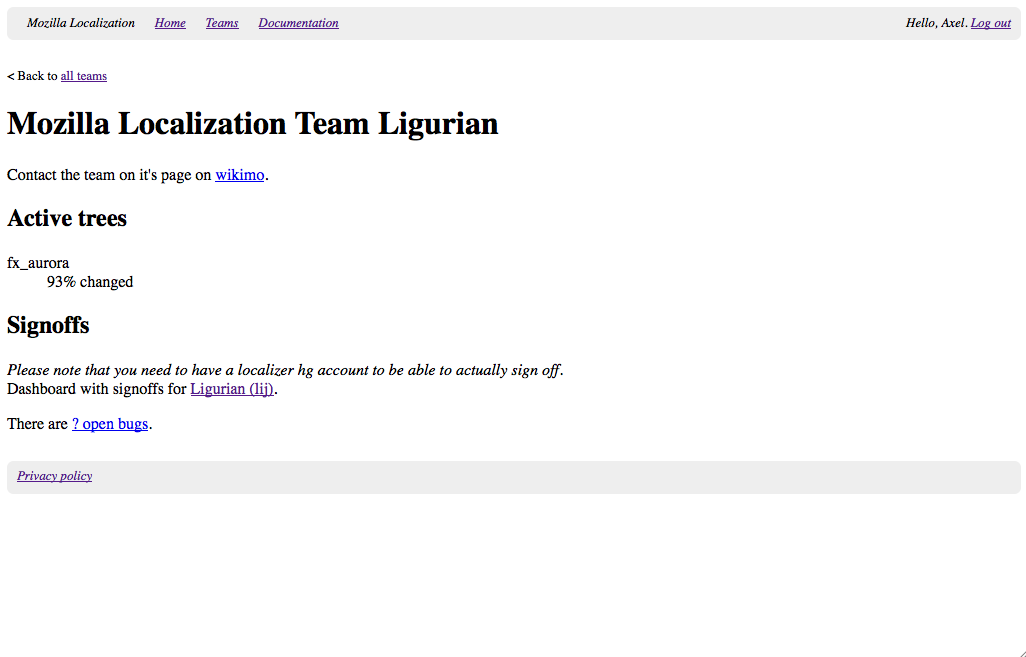 Mozilla Localization Home Teams Documentation Hello, Axel. Log out
< Back to all teams
Mozilla Localization Team Ligurian
Contact the team on it's page on wikimo.
Active trees
fx_aurora
93% changed
Signoffs
Please note that you need to have a localizer hg account to be able to actually sign off.
Dashboard with signoffs for Ligurian (lij).
There are ? open bugs.
Privacy policy